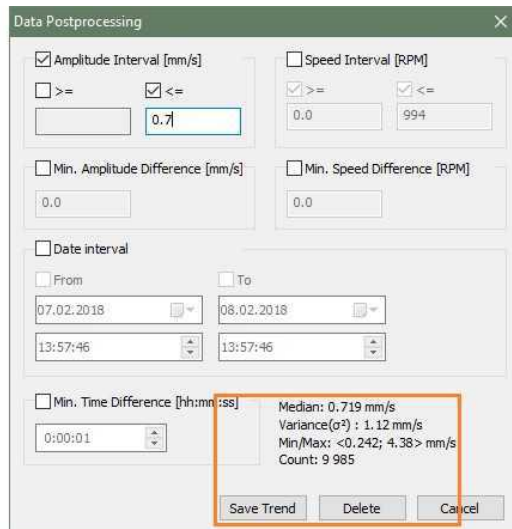 Data Postprocessing
Amplitude Interval [mm/s]
Speed Interval [RPM]
>= <=
>= <=
0.7
0.0 994
Min. Amplitude Difference [mm/s]
Min. Speed Difference [RPM]
0.0
0.0
Date interval
From To
07.02.2018 08.02.2018
13:57:46 13:57:46
Min. Time Difference [hh:mm:ss]
0:00:01
Median: 0.719 mm/s
Variance(σ²) : 1.12 mm/s
Min/Max: <0.242; 4.38> mm/s
Count: 9 985
Save Trend Delete Cancel